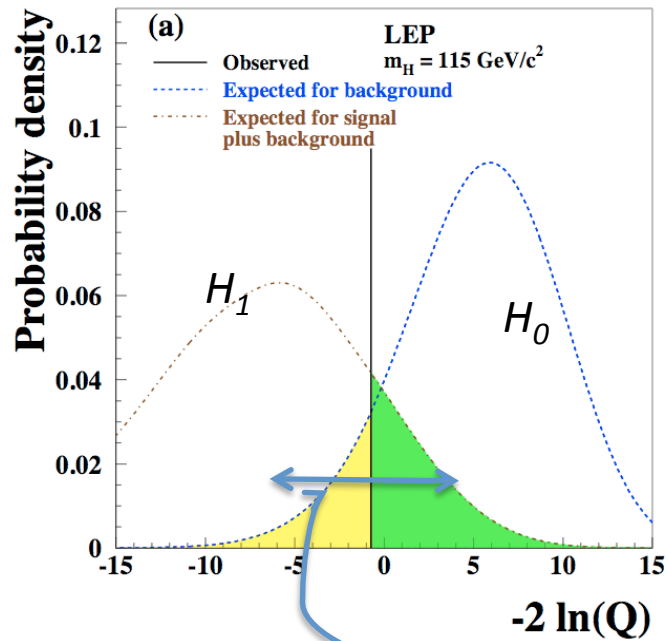 (a)
LEP
m_H = 115 GeV/c²
Observed
Expected for background
Expected for signal
plus background
Probability density
0.12
0.1
0.08
0.06
0.04
0.02
0
H₁
H₀
-15
-10
-5
0
5
10
15
-2 ln(Q)